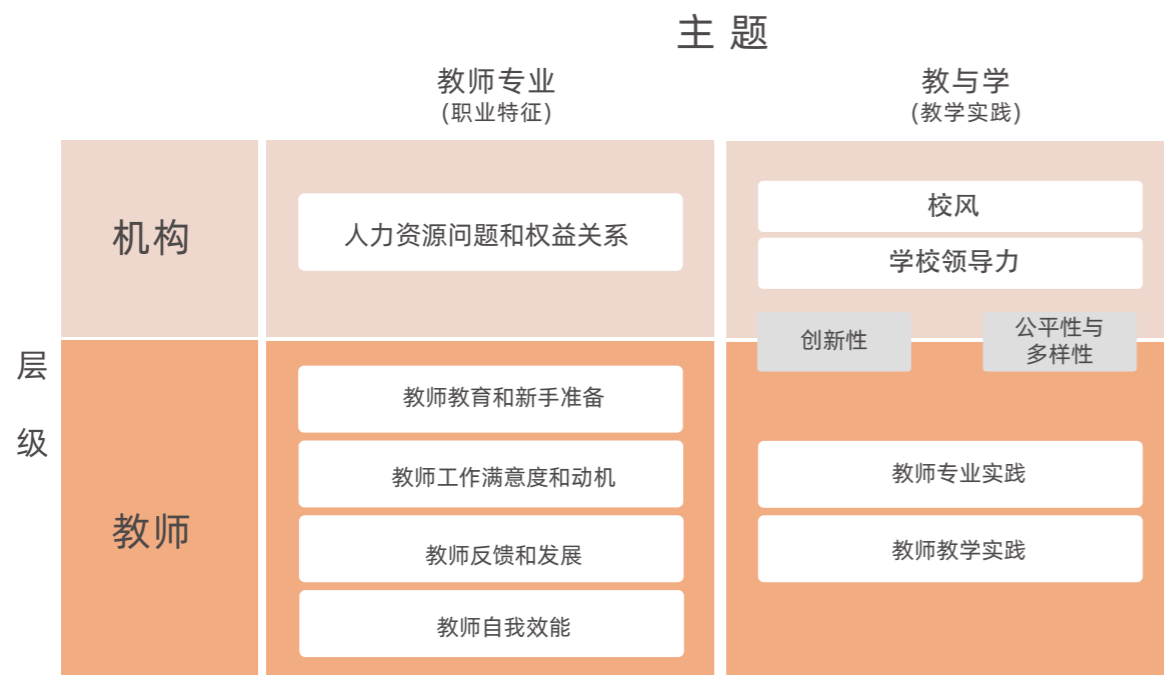 主 题
教师专业
(职业特征)
教与学
(教学实践)
层
级
机构
人力资源问题和权益关系
校风
学校领导力
创新性
公平性与
多样性
教师
教师教育和新手准备
教师工作满意度和动机
教师反馈和发展
教师自我效能
教师专业实践
教师教学实践